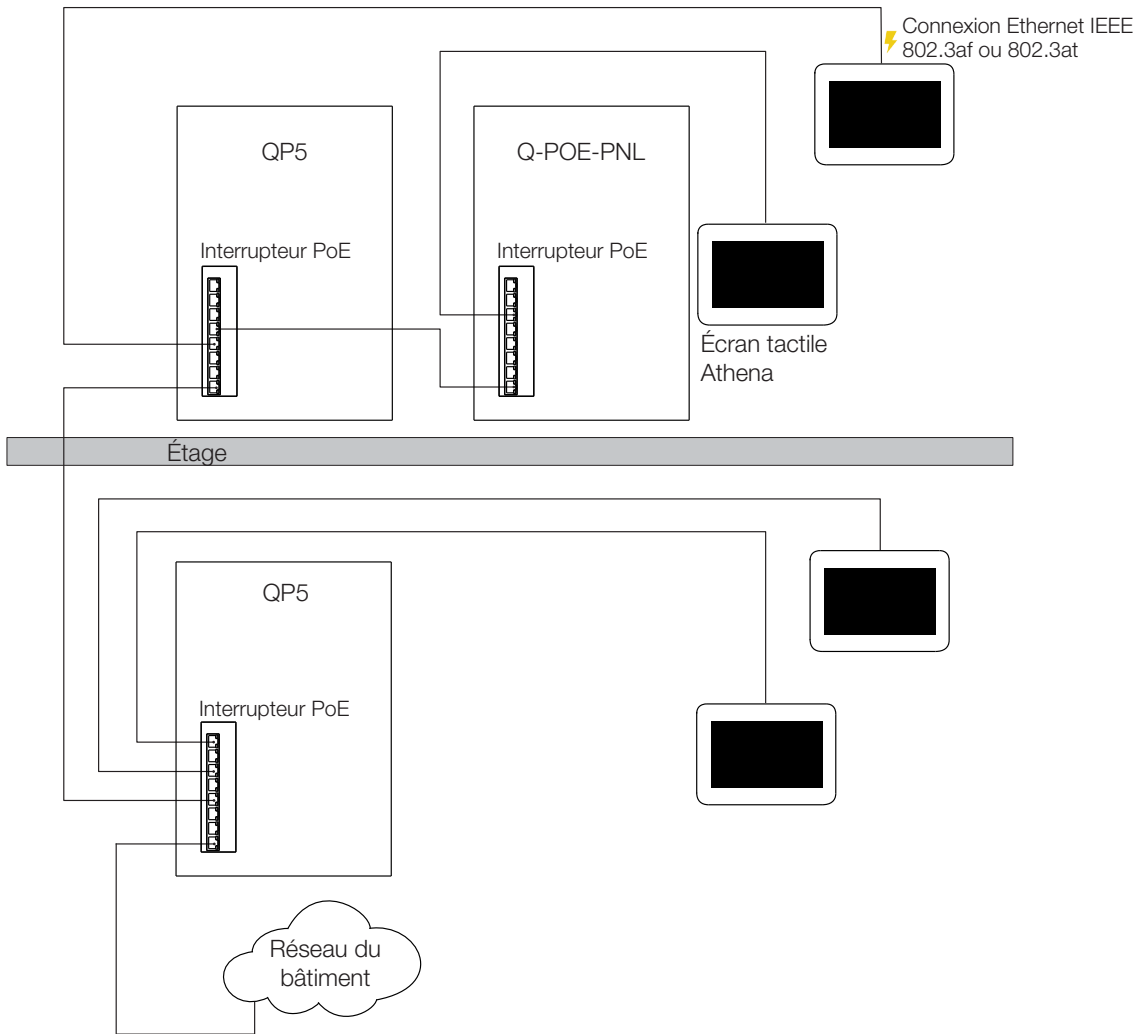 Connexion Ethernet IEEE
802.3af ou 802.3at
QP5
Q-POE-PNL
Interrupteur PoE
Interrupteur PoE
Écran tactile
Athena
Étage
QP5
Interrupteur PoE
Réseau du
bâtiment